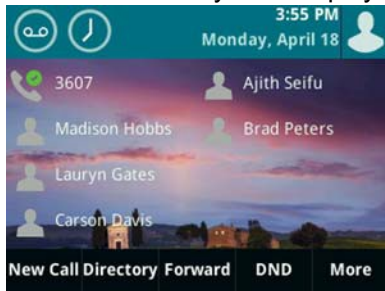 3:55 PM
Monday, April 18
3607
Ajith Seifu
Madison Hobbs
Brad Peters
Lauryn Gates
Carson Davis
New Call Directory Forward DND More